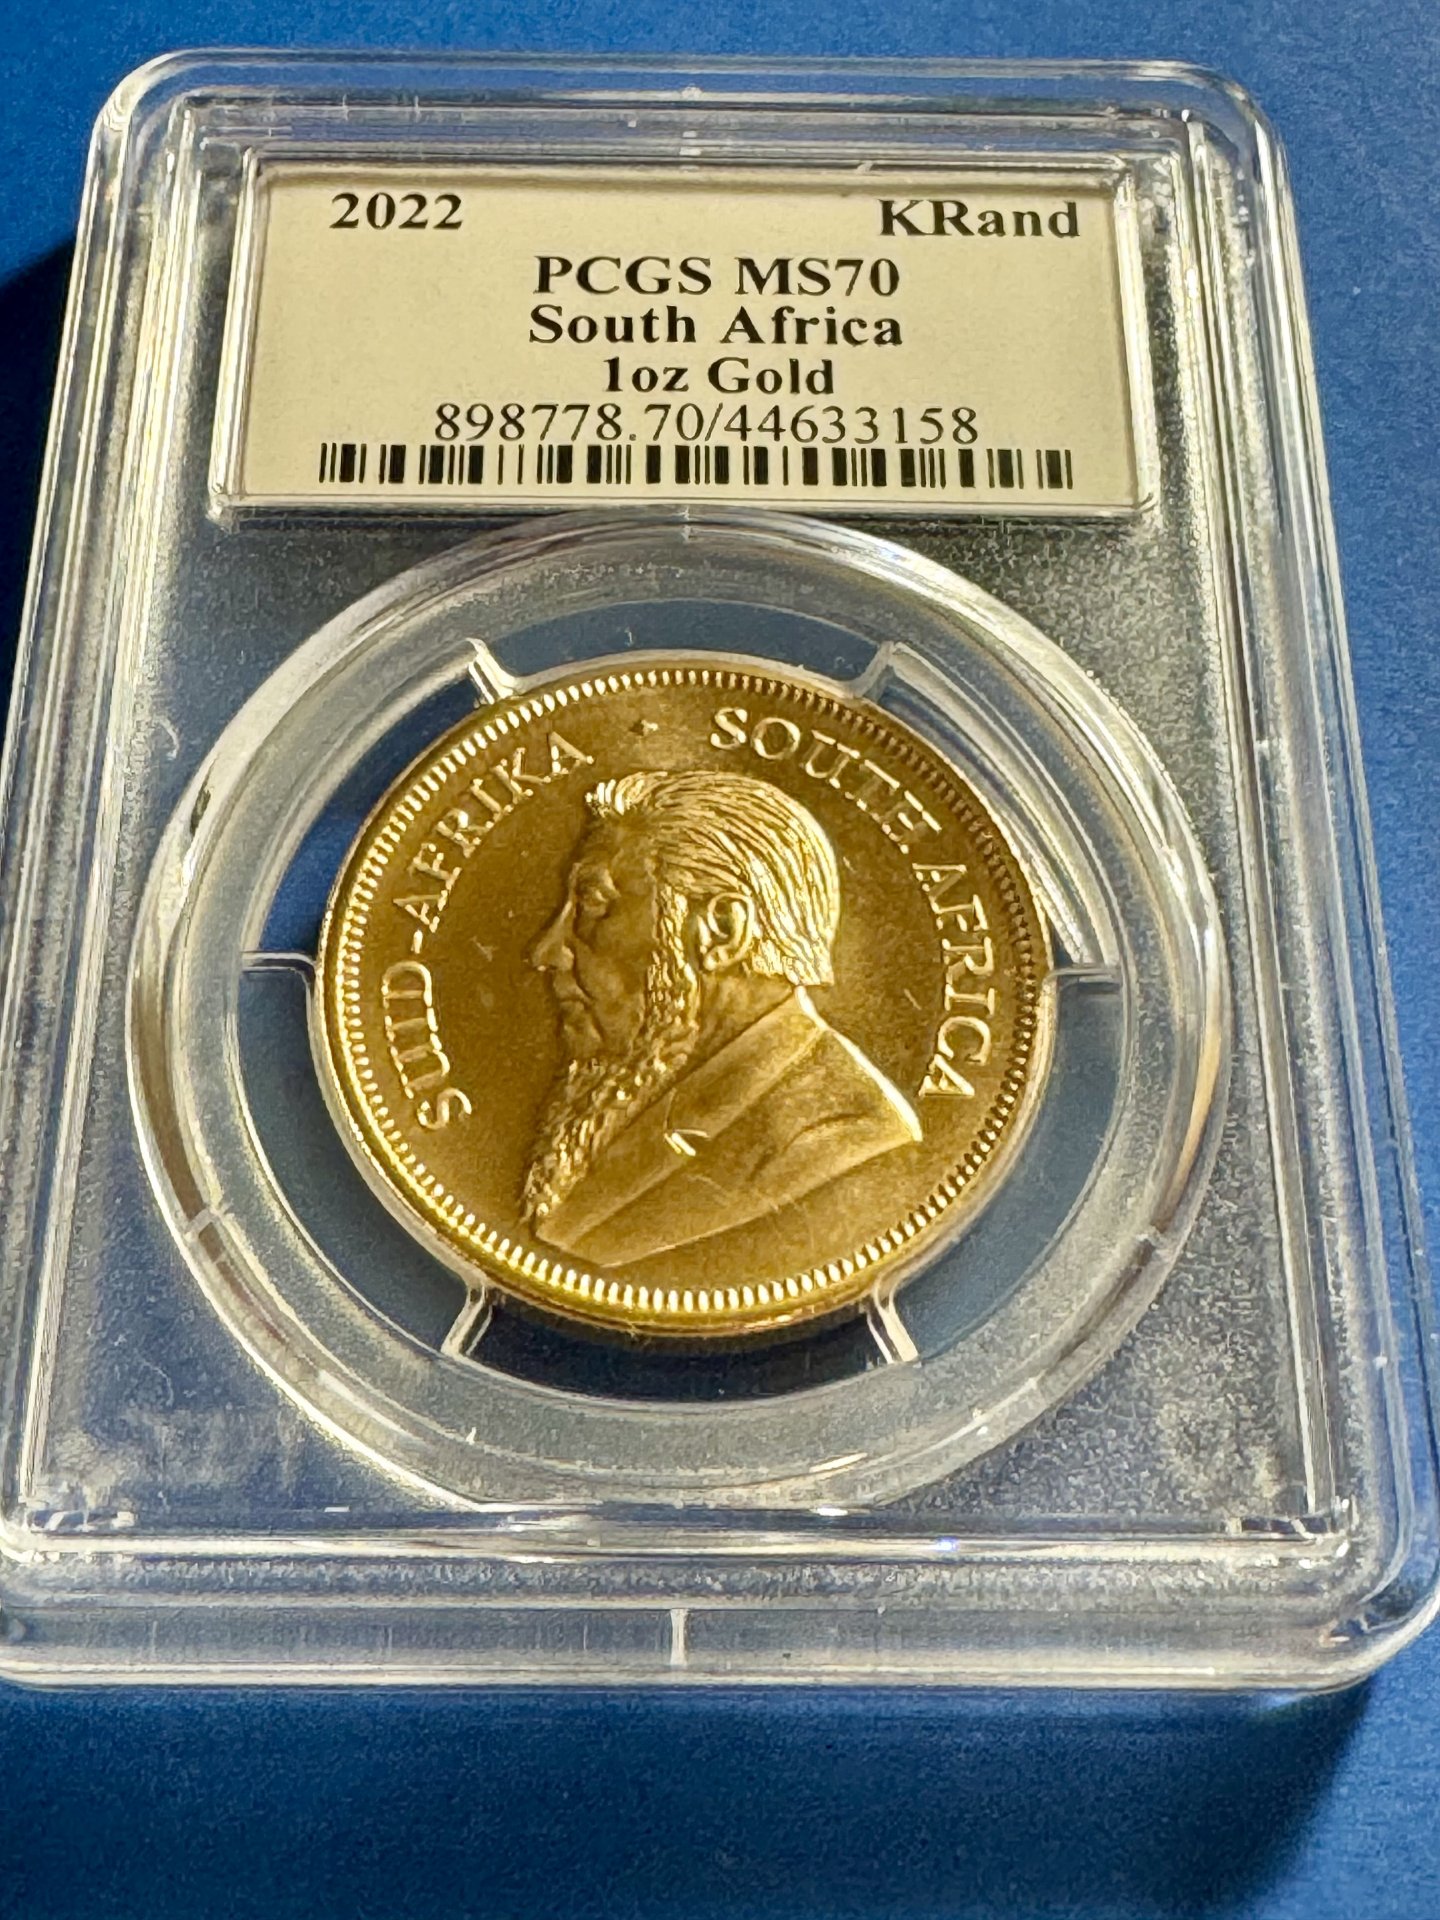 2022 KRand
PCGS MS70
South Africa
1oz Gold
898778.70/44633158
SUID-AFRIKA · SOUTH AFRICA